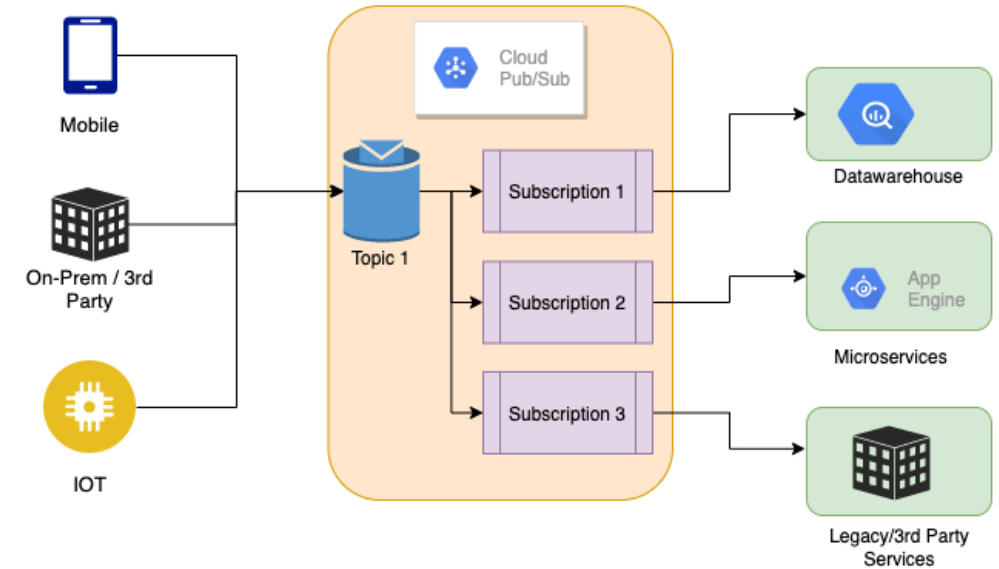 Mobile
On-Prem / 3rd
Party
IOT
Cloud
Pub/Sub
Topic 1
Subscription 1
Subscription 2
Subscription 3
Datawarehouse
App
Engine
Microservices
Legacy/3rd Party
Services